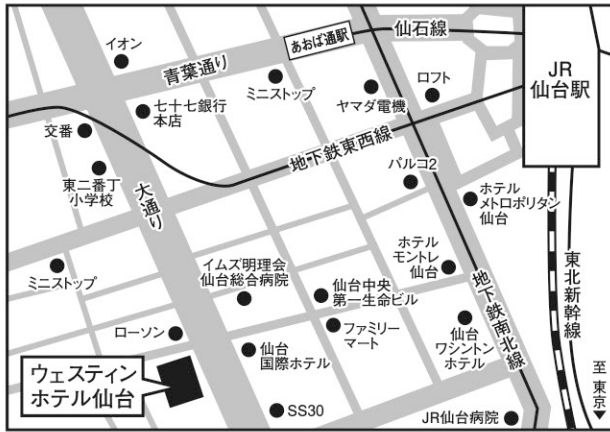 イオン
青葉通り
あおば通駅
仙石線
JR
仙台駅
ミニストップ
ヤマダ電機
ロフト
七十七銀行
本店
交番
東二番丁
小学校
大通り
地下鉄東西線
パルコ2
ホテル
メトロポリタン
仙台
ミニストップ
イムズ明理会
仙台総合病院
仙台中央
第一生命ビル
ホテル
モントレ
仙台
地下鉄南北線
東北新幹線
ローソン
仙台
国際ホテル
ファミリー
マート
仙台
ワシントン
ホテル
ウェスティン
ホテル仙台
SS30
JR仙台病院
至
東京